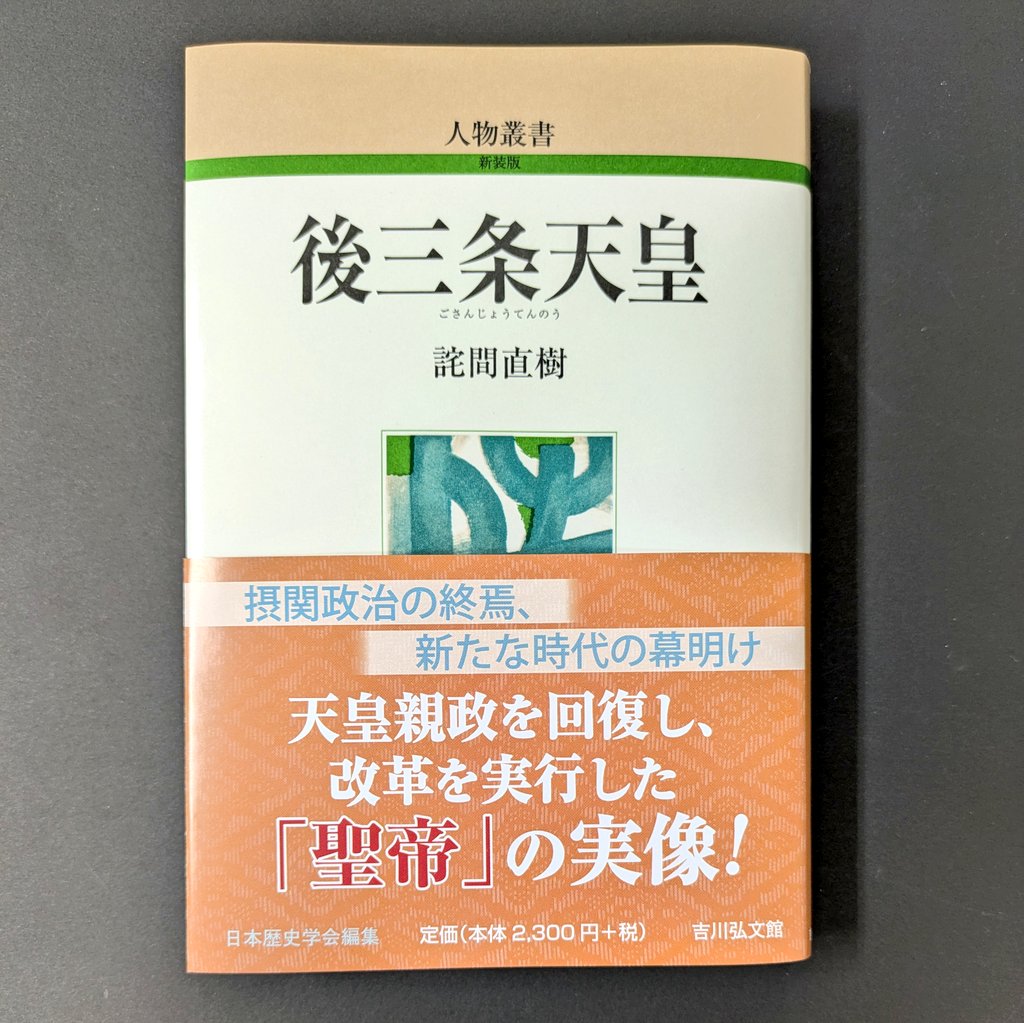 人物叢書
新装版
後三条天皇
ごさんじょうてんのう
詫間直樹
摂関政治の終焉、
新たな時代の幕明け
天皇親政を回復し、
改革を実行した
「聖帝」の実像!
日本歴史学会編集 定価(本体2,300円+税) 吉川弘文館